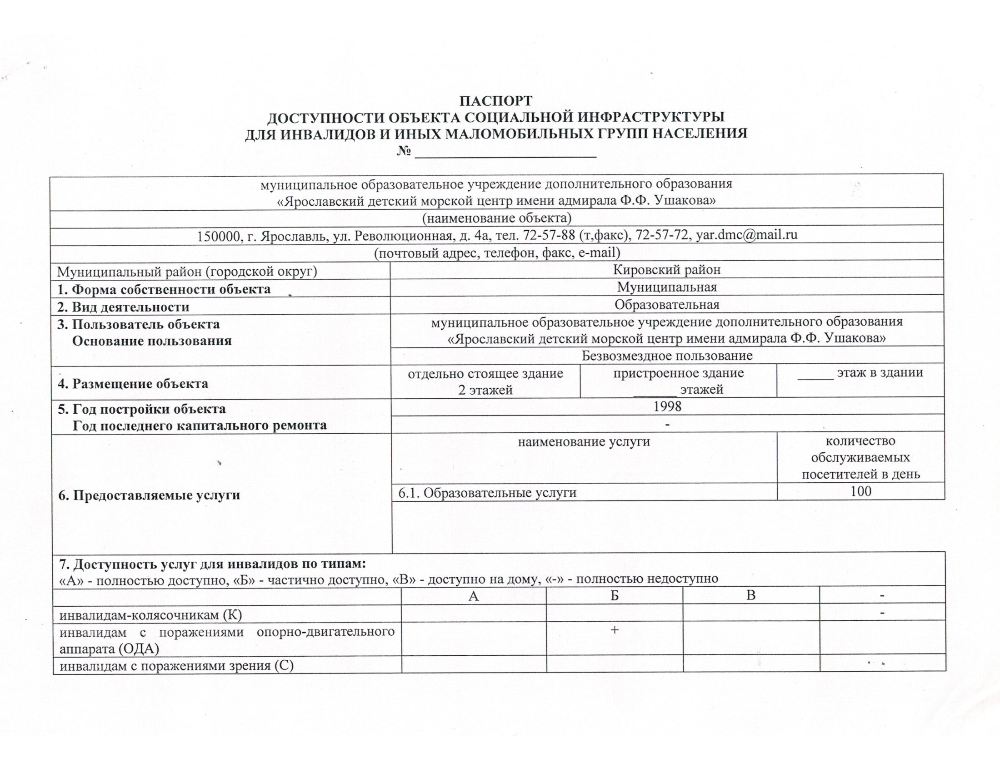 ПАСПОРТ
ДОСТУПНОСТИ ОБЪЕКТА СОЦИАЛЬНОЙ ИНФРАСТРУКТУРЫ
ДЛЯ ИНВАЛИДОВ И ИНЫХ МАЛОМОБИЛЬНЫХ ГРУПП НАСЕЛЕНИЯ
№ ______________________
муниципальное образовательное учреждение дополнительного образования
«Ярославский детский морской центр имени адмирала Ф.Ф. Ушакова»
(наименование объекта)
150000, г. Ярославль, ул. Революционная, д. 4а, тел. 72-57-88 (т,факс), 72-57-72, yar.dmc@mail.ru
(почтовый адрес, телефон, факс, e-mail)
Муниципальный район (городской округ) Кировский район
1. Форма собственности объекта Муниципальная
2. Вид деятельности Образовательная
3. Пользователь объекта
Основание пользования
муниципальное образовательное учреждение дополнительного образования
«Ярославский детский морской центр имени адмирала Ф.Ф. Ушакова»
Безвозмездное пользование
4. Размещение объекта
отдельно стоящее здание
2 этажей
пристроенное здание
______ этажей
_____ этаж в здании
5. Год постройки объекта 1998
Год последнего капитального ремонта -
6. Предоставляемые услуги
наименование услуги
количество
обслуживаемых
посетителей в день
6.1. Образовательные услуги 100
7. Доступность услуг для инвалидов по типам:
«А» - полностью доступно, «Б» - частично доступно, «В» - доступно на дому, «-» - полностью недоступно
А Б В -
инвалидам-колясочникам (К) -
инвалидам с поражениями опорно-двигательного +
аппарата (ОДА)
инвалидам с поражениями зрения (С) -